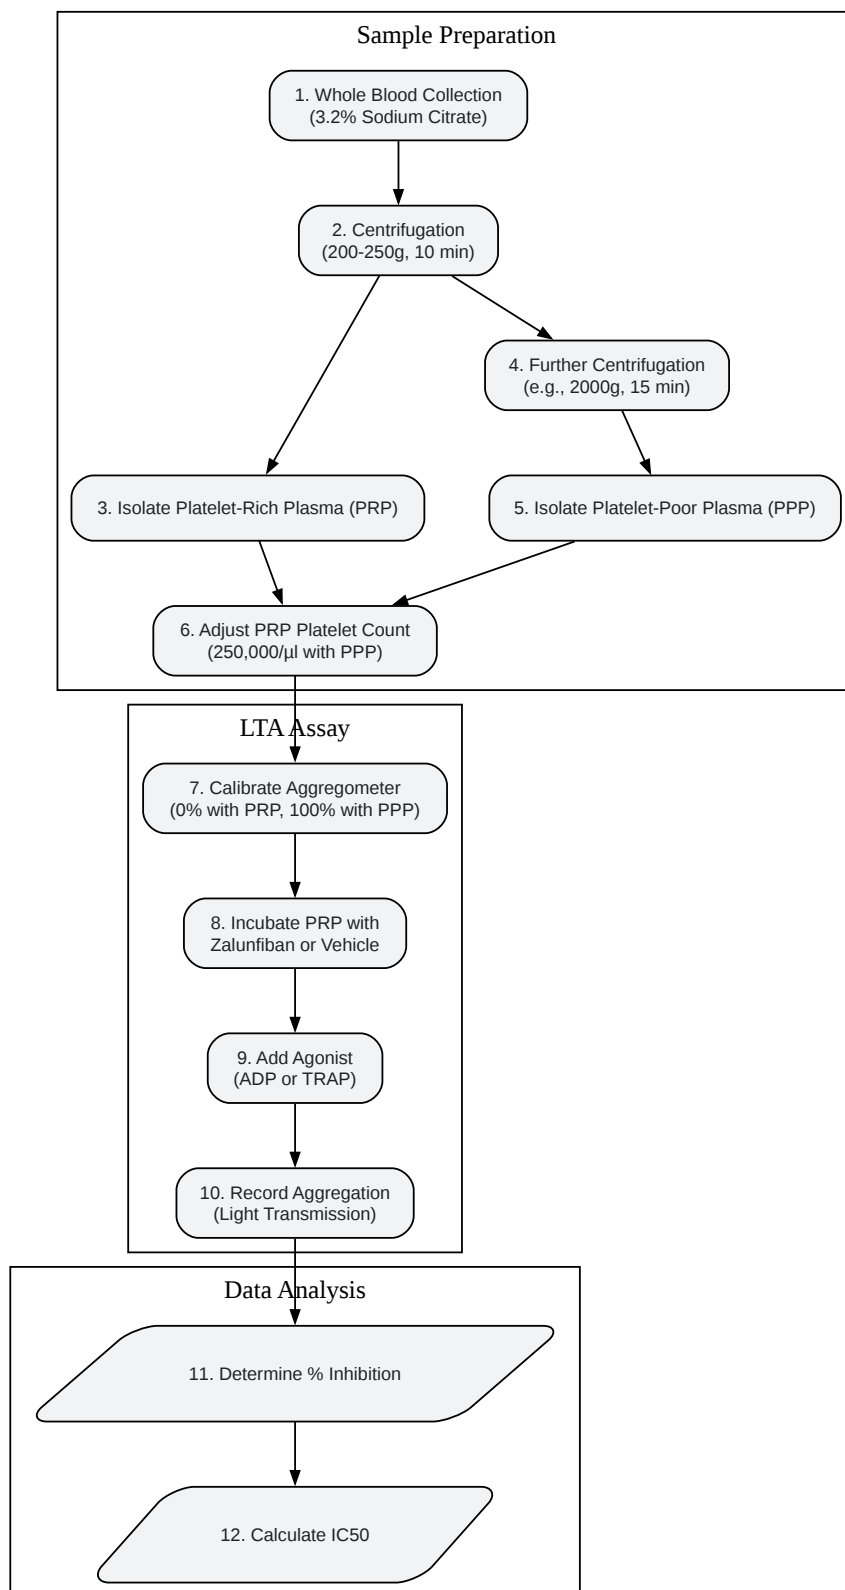 Sample Preparation
1. Whole Blood Collection
(3.2% Sodium Citrate)
2. Centrifugation
(200-250g, 10 min)
4. Further Centrifugation
(e.g., 2000g, 15 min)
3. Isolate Platelet-Rich Plasma (PRP)
5. Isolate Platelet-Poor Plasma (PPP)
6. Adjust PRP Platelet Count
(250,000/µl with PPP)
LTA Assay
7. Calibrate Aggregometer
(0% with PRP, 100% with PPP)
8. Incubate PRP with
Zalunfiban or Vehicle
9. Add Agonist
(ADP or TRAP)
10. Record Aggregation
(Light Transmission)
Data Analysis
11. Determine % Inhibition
12. Calculate IC50